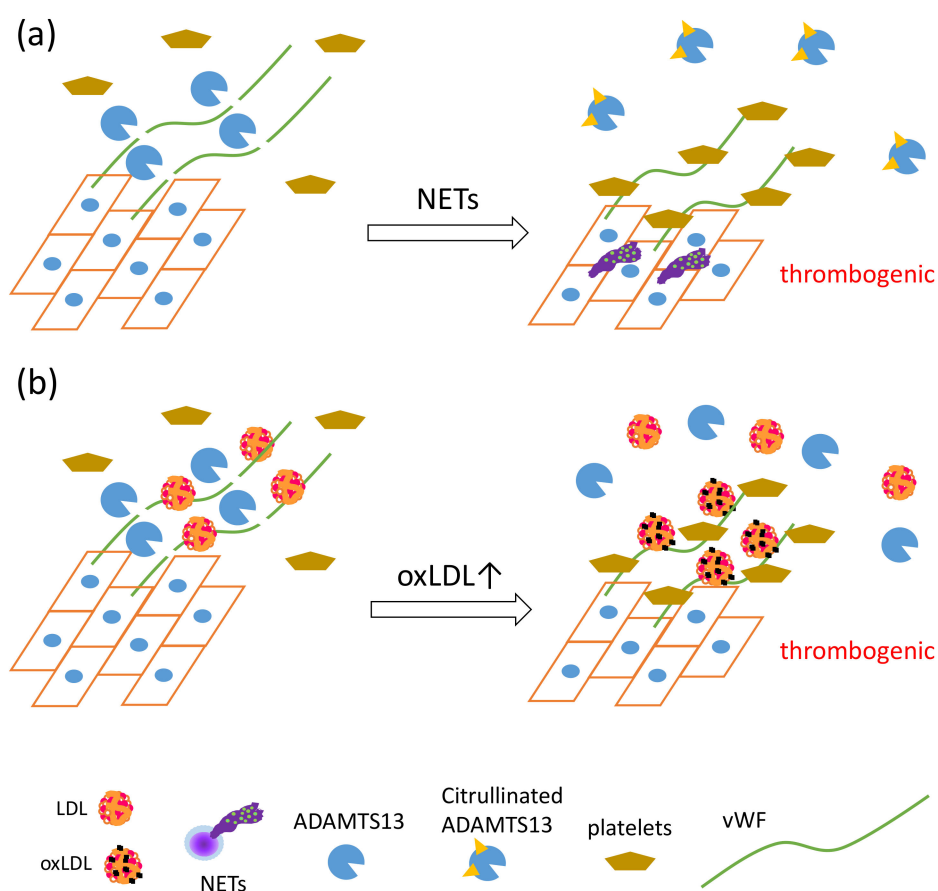 (a)
NETs
thrombogenic
(b)
oxLDL↑
thrombogenic
LDL
oxLDL
NETs
ADAMTS13
Citrullinated
ADAMTS13
platelets
vWF